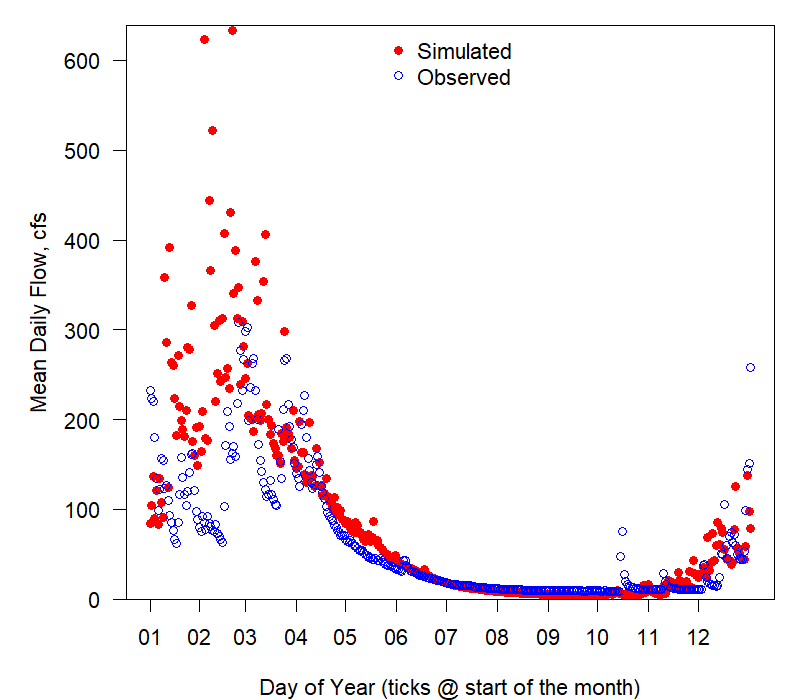 Simulated
Observed
Mean Daily Flow, cfs
600
500
400
300
200
100
0
01 02 03 04 05 06 07 08 09 10 11 12
Day of Year (ticks @ start of the month)